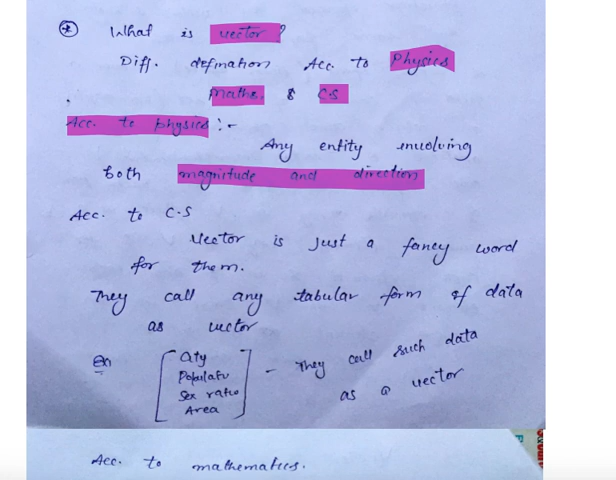 * What is vector?
Diff. defination Acc. to Physics
Maths. & C.S
Acc. to physics :-
Any entity involving
both magnitude and direction
Acc. to C.S
Vector is just a fancy word
for them.
They call any tabular form of data
as vector
Ex
City
Populatn
Sex ratio
Area
- They call such data
as a vector
Acc. to mathematics.